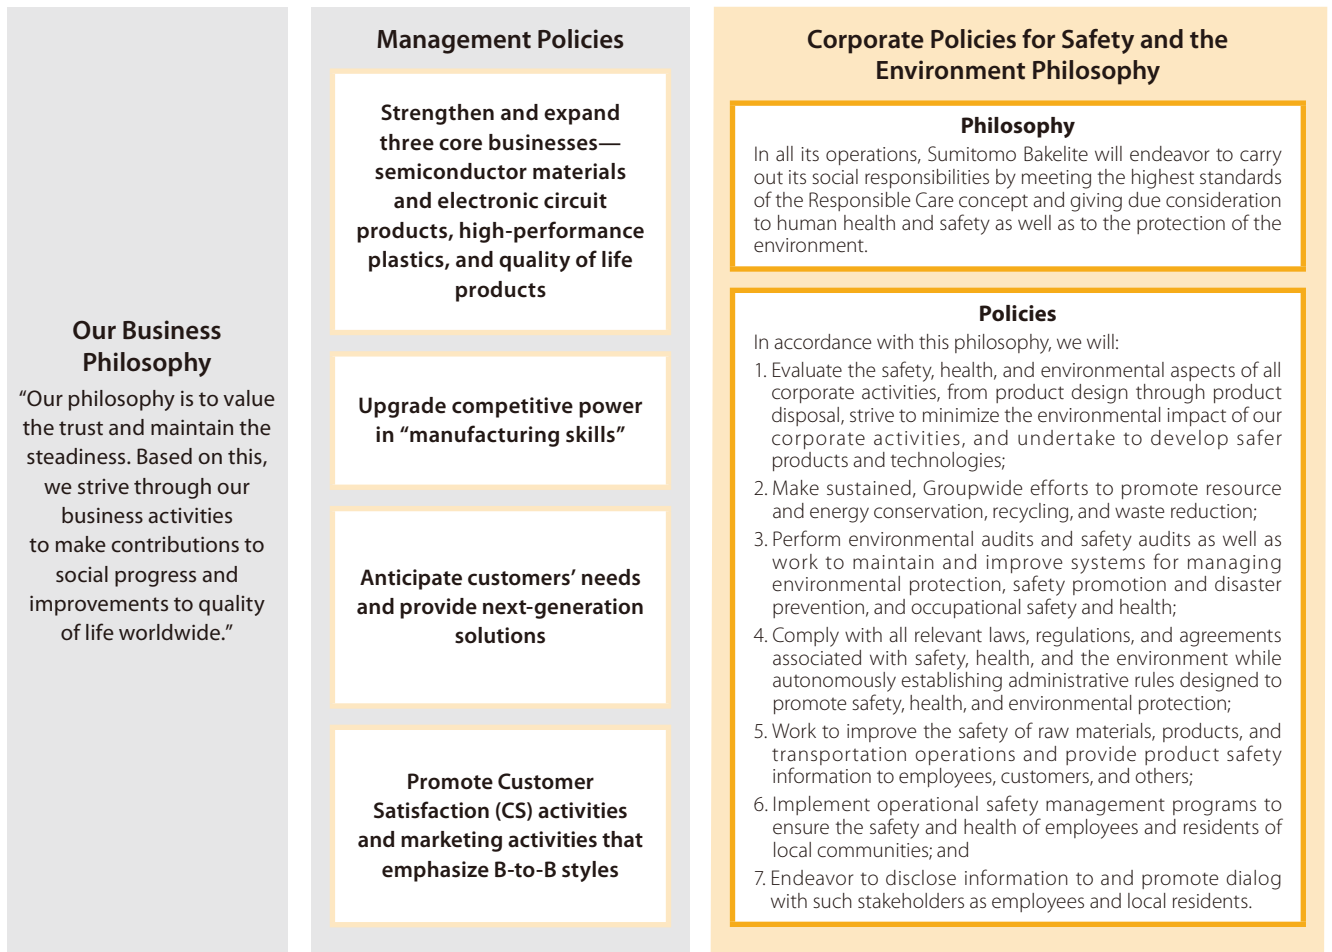 Our Business
Philosophy
“Our philosophy is to value
the trust and maintain the
steadiness. Based on this,
we strive through our
business activities
to make contributions to
social progress and
improvements to quality
of life worldwide.”
Management Policies
Strengthen and expand
three core businesses—
semiconductor materials
and electronic circuit
products, high-performance
plastics, and quality of life
products
Upgrade competitive power
in “manufacturing skills”
Anticipate customers’ needs
and provide next-generation
solutions
Promote Customer
Satisfaction (CS) activities
and marketing activities that
emphasize B-to-B styles
Corporate Policies for Safety and the
Environment Philosophy
Philosophy
In all its operations, Sumitomo Bakelite will endeavor to carry
out its social responsibilities by meeting the highest standards
of the Responsible Care concept and giving due consideration
to human health and safety as well as to the protection of the
environment.
Policies
In accordance with this philosophy, we will:
1. Evaluate the safety, health, and environmental aspects of all
corporate activities, from product design through product
disposal, strive to minimize the environmental impact of our
corporate activities, and undertake to develop safer
products and technologies;
2. Make sustained, Groupwide efforts to promote resource
and energy conservation, recycling, and waste reduction;
3. Perform environmental audits and safety audits as well as
work to maintain and improve systems for managing
environmental protection, safety promotion and disaster
prevention, and occupational safety and health;
4. Comply with all relevant laws, regulations, and agreements
associated with safety, health, and the environment while
autonomously establishing administrative rules designed to
promote safety, health, and environmental protection;
5. Work to improve the safety of raw materials, products, and
transportation operations and provide product safety
information to employees, customers, and others;
6. Implement operational safety management programs to
ensure the safety and health of employees and residents of
local communities; and
7. Endeavor to disclose information to and promote dialog
with such stakeholders as employees and local residents.